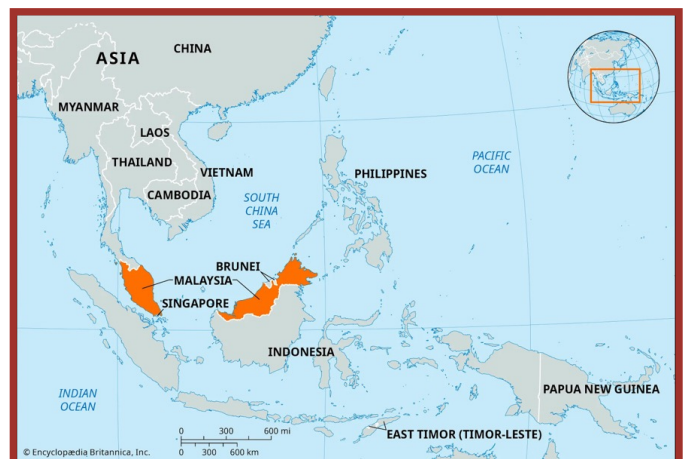 ASIA
CHINA
MYANMAR
LAOS
THAILAND
VIETNAM
CAMBODIA
SOUTH
CHINA
SEA
PHILIPPINES
PACIFIC
OCEAN
BRUNEI
MALAYSIA
SINGAPORE
INDONESIA
INDIAN
OCEAN
PAPUA NEW GUINEA
EAST TIMOR (TIMOR-LESTE)
0 300 600 mi
0 300 600 km
© Encyclopædia Britannica, Inc.